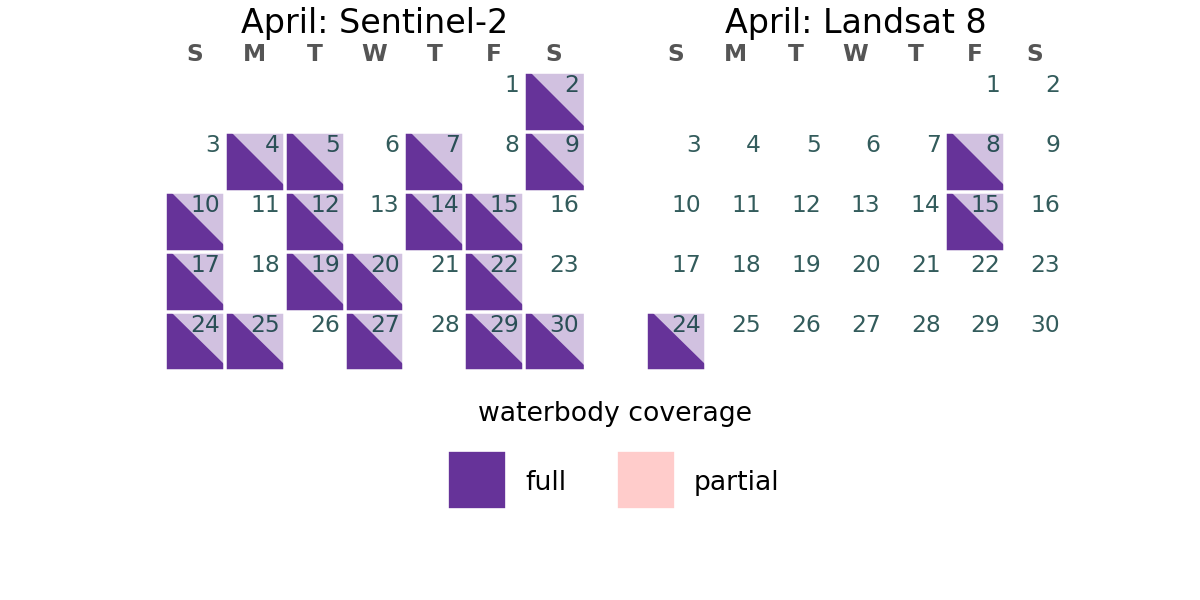 April: Sentinel-2 April: Landsat 8
S M T W T F S S M T W T F S
1 2 1 2
3 4 5 6 7 8 9 3 4 5 6 7 8 9
10 11 12 13 14 15 16 10 11 12 13 14 15 16
17 18 19 20 21 22 23 17 18 19 20 21 22 23
24 25 26 27 28 29 30 24 25 26 27 28 29 30
waterbody coverage
full partial